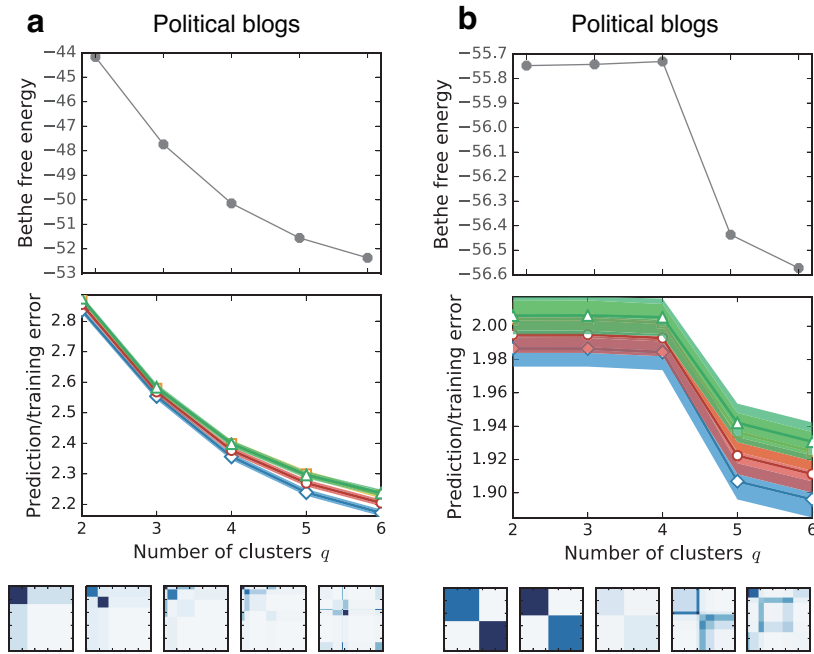 a
Political blogs
Bethe free energy
−44
−45
−46
−47
−48
−49
−50
−51
−52
−53
Prediction/training error
2.8
2.7
2.6
2.5
2.4
2.3
2.2
2 3 4 5 6
Number of clusters q
b
Political blogs
Bethe free energy
−55.7
−55.8
−55.9
−56.0
−56.1
−56.2
−56.3
−56.4
−56.5
−56.6
Prediction/training error
2.00
1.98
1.96
1.94
1.92
1.90
2 3 4 5 6
Number of clusters q